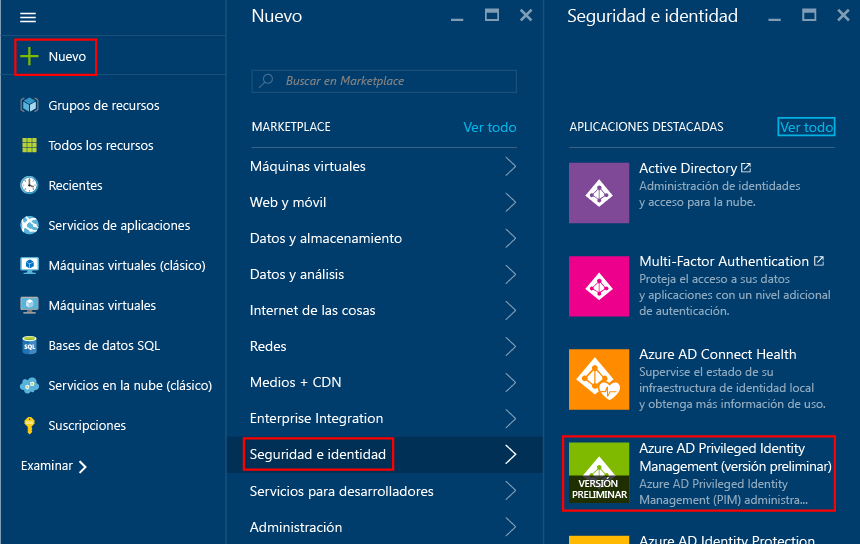 Nuevo
Grupos de recursos
Todos los recursos
Recientes
Servicios de aplicaciones
Máquinas virtuales (clásico)
Máquinas virtuales
Bases de datos SQL
Servicios en la nube (clásico)
Suscripciones
Examinar
Nuevo
Buscar en Marketplace
MARKETPLACE
Ver todo
Máquinas virtuales
Web y móvil
Datos y almacenamiento
Datos y análisis
Internet de las cosas
Redes
Medios + CDN
Enterprise Integration
Seguridad e identidad
Servicios para desarrolladores
Administración
Seguridad e identidad
APLICACIONES DESTACADAS
Ver todo
Active Directory
Administración de identidades
y acceso para la nube.
Multi-Factor Authentication
Proteja el acceso a sus datos
y aplicaciones con un nivel adicional
de autenticación.
Azure AD Connect Health
Supervise el estado de su
infraestructura de identidad local
y obtenga más información de uso.
VERSIÓN
PRELIMINAR
Azure AD Privileged Identity
Management (versión preliminar)
Azure AD Privileged Identity
Management (PIM) administra...
Azure AD Identity Protection